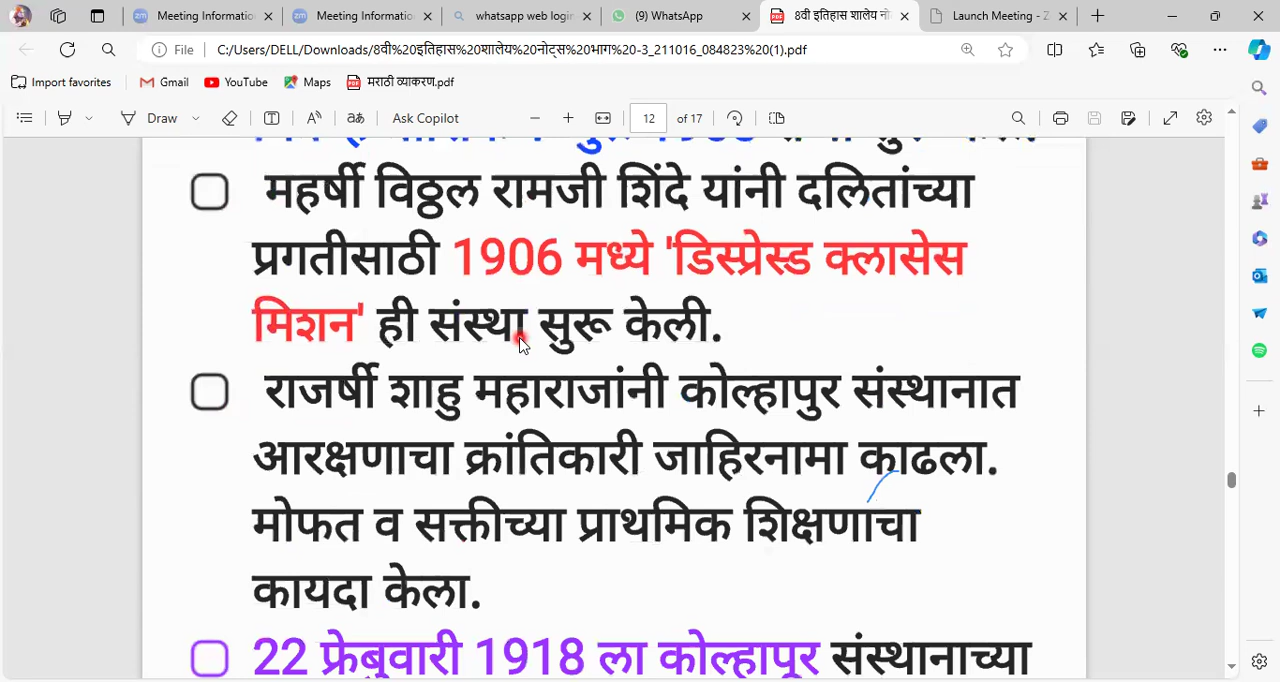 Meeting Informatio
Meeting Informatio
whatsapp web login
(9) WhatsApp
8वी इतिहास शालेय नो
Launch Meeting - Z
File
C:/Users/DELL/Downloads/8वी%20इतिहास%20शालेय%20नोट्स%20भाग%20-3_211016_084823%20(1).pdf
Import favorites
Gmail
YouTube
Maps
मराठी व्याकरण.pdf
Draw
Ask Copilot
12 of 17
महर्षी विठ्ठल रामजी शिंदे यांनी दलितांच्या
प्रगतीसाठी 1906 मध्ये 'डिस्प्रेस्ड क्लासेस
मिशन' ही संस्था सुरू केली.
राजर्षी शाहु महाराजांनी कोल्हापुर संस्थानात
आरक्षणाचा क्रांतिकारी जाहिरनामा काढला.
मोफत व सक्तीच्या प्राथमिक शिक्षणाचा
कायदा केला.
22 फ्रेबुवारी 1918 ला कोल्हापूर संस्थानाच्या